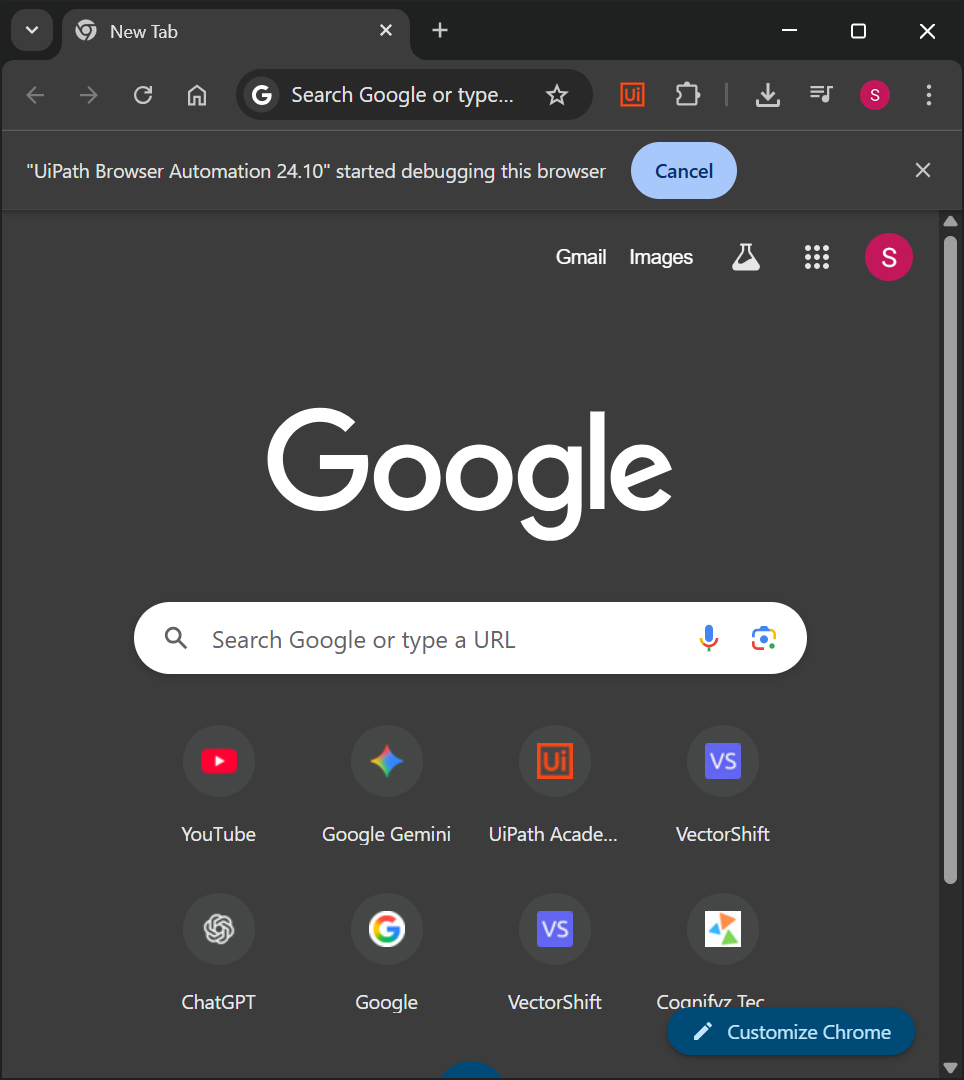 New Tab
Search Google or type...
Ui
S
"UiPath Browser Automation 24.10" started debugging this browser
Cancel
Gmail
Images
S
Google
Search Google or type a URL
Ui
VS
YouTube
Google Gemini
UiPath Acade...
VectorShift
VS
ChatGPT
Google
VectorShift
Cognifyz Tec
Customize Chrome